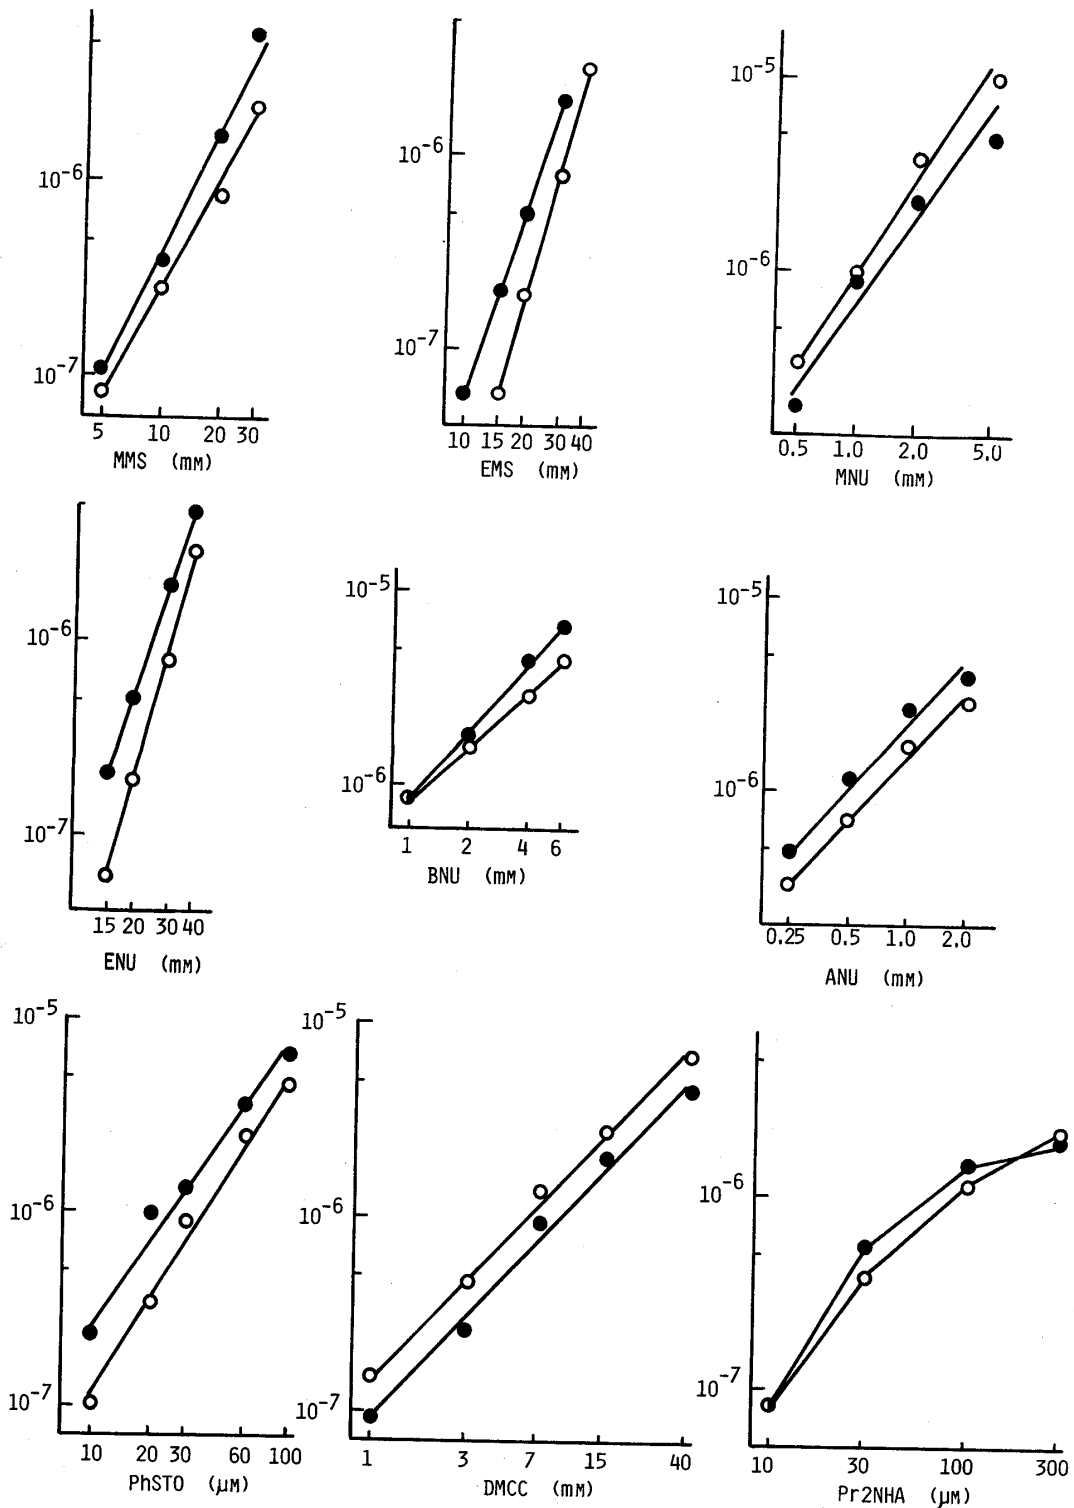 10-6
10-7
5 10 20 30
MMS (mM)
10-6
10-7
10 15 20 30 40
EMS (mM)
10-5
10-6
0.5 1.0 2.0 5.0
MNU (mM)
10-6
10-7
15 20 30 40
ENU (mM)
10-5
10-6
1 2 4 6
BNU (mM)
10-5
10-6
0.25 0.5 1.0 2.0
ANU (mM)
10-5
10-6
10-7
10 20 30 60 100
PhSTO (μM)
10-5
10-6
10-7
1 3 7 15 40
DMCC (mM)
10-6
10-7
10 30 100 300
Pr2NHA (μM)